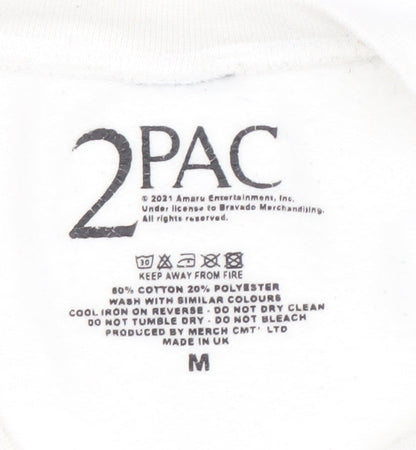 2PAC
© 2021 Amaru Entertainment, Inc.
Under license to Bravado Merchandising.
All rights reserved.
30
KEEP AWAY FROM FIRE
80% COTTON 20% POLYESTER
WASH WITH SIMILAR COLOURS
COOL IRON ON REVERSE - DO NOT DRY CLEAN
DO NOT TUMBLE DRY - DO NOT BLEACH
PRODUCED BY MERCH CMT' LTD
MADE IN UK
M